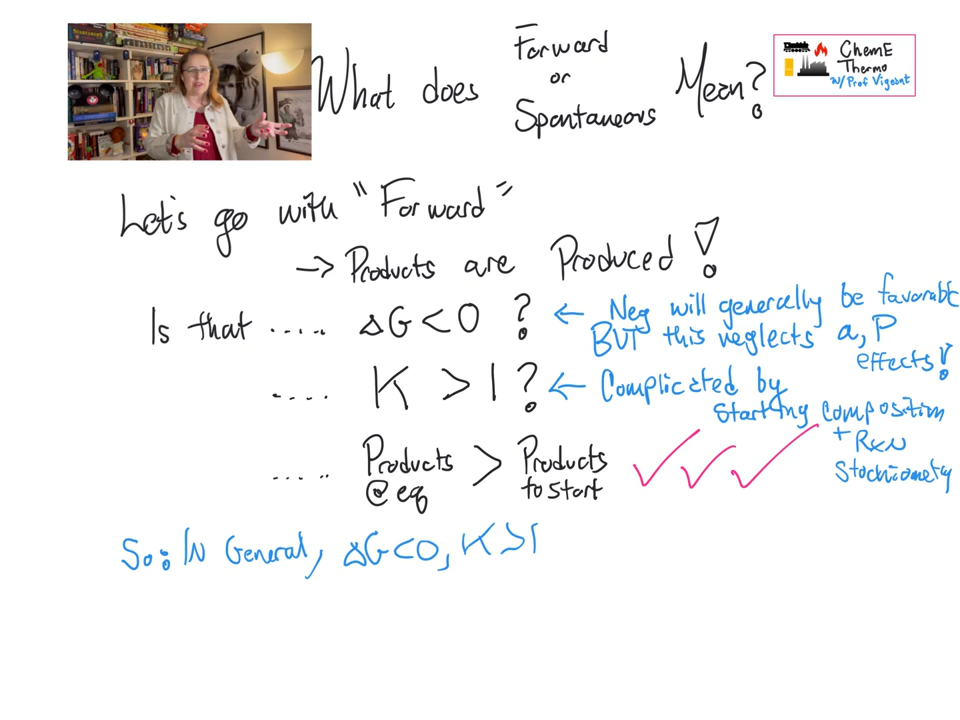 What does Forward or Spontaneous Mean?
ChemE
Thermo
w/ Prof Vigeant
Let's go with "Forward"
-> Products are Produced!
Is that ..... ΔG < 0 ? ← Neg will generally be favorable
BUT this neglects a, P
effects!
.... K > 1 ? ← Complicated by
Starting Composition
+ RXN
Stochiometry
..... Products @ eq > Products to start ✓✓✓
So: IN General, ΔG < 0, K > 1